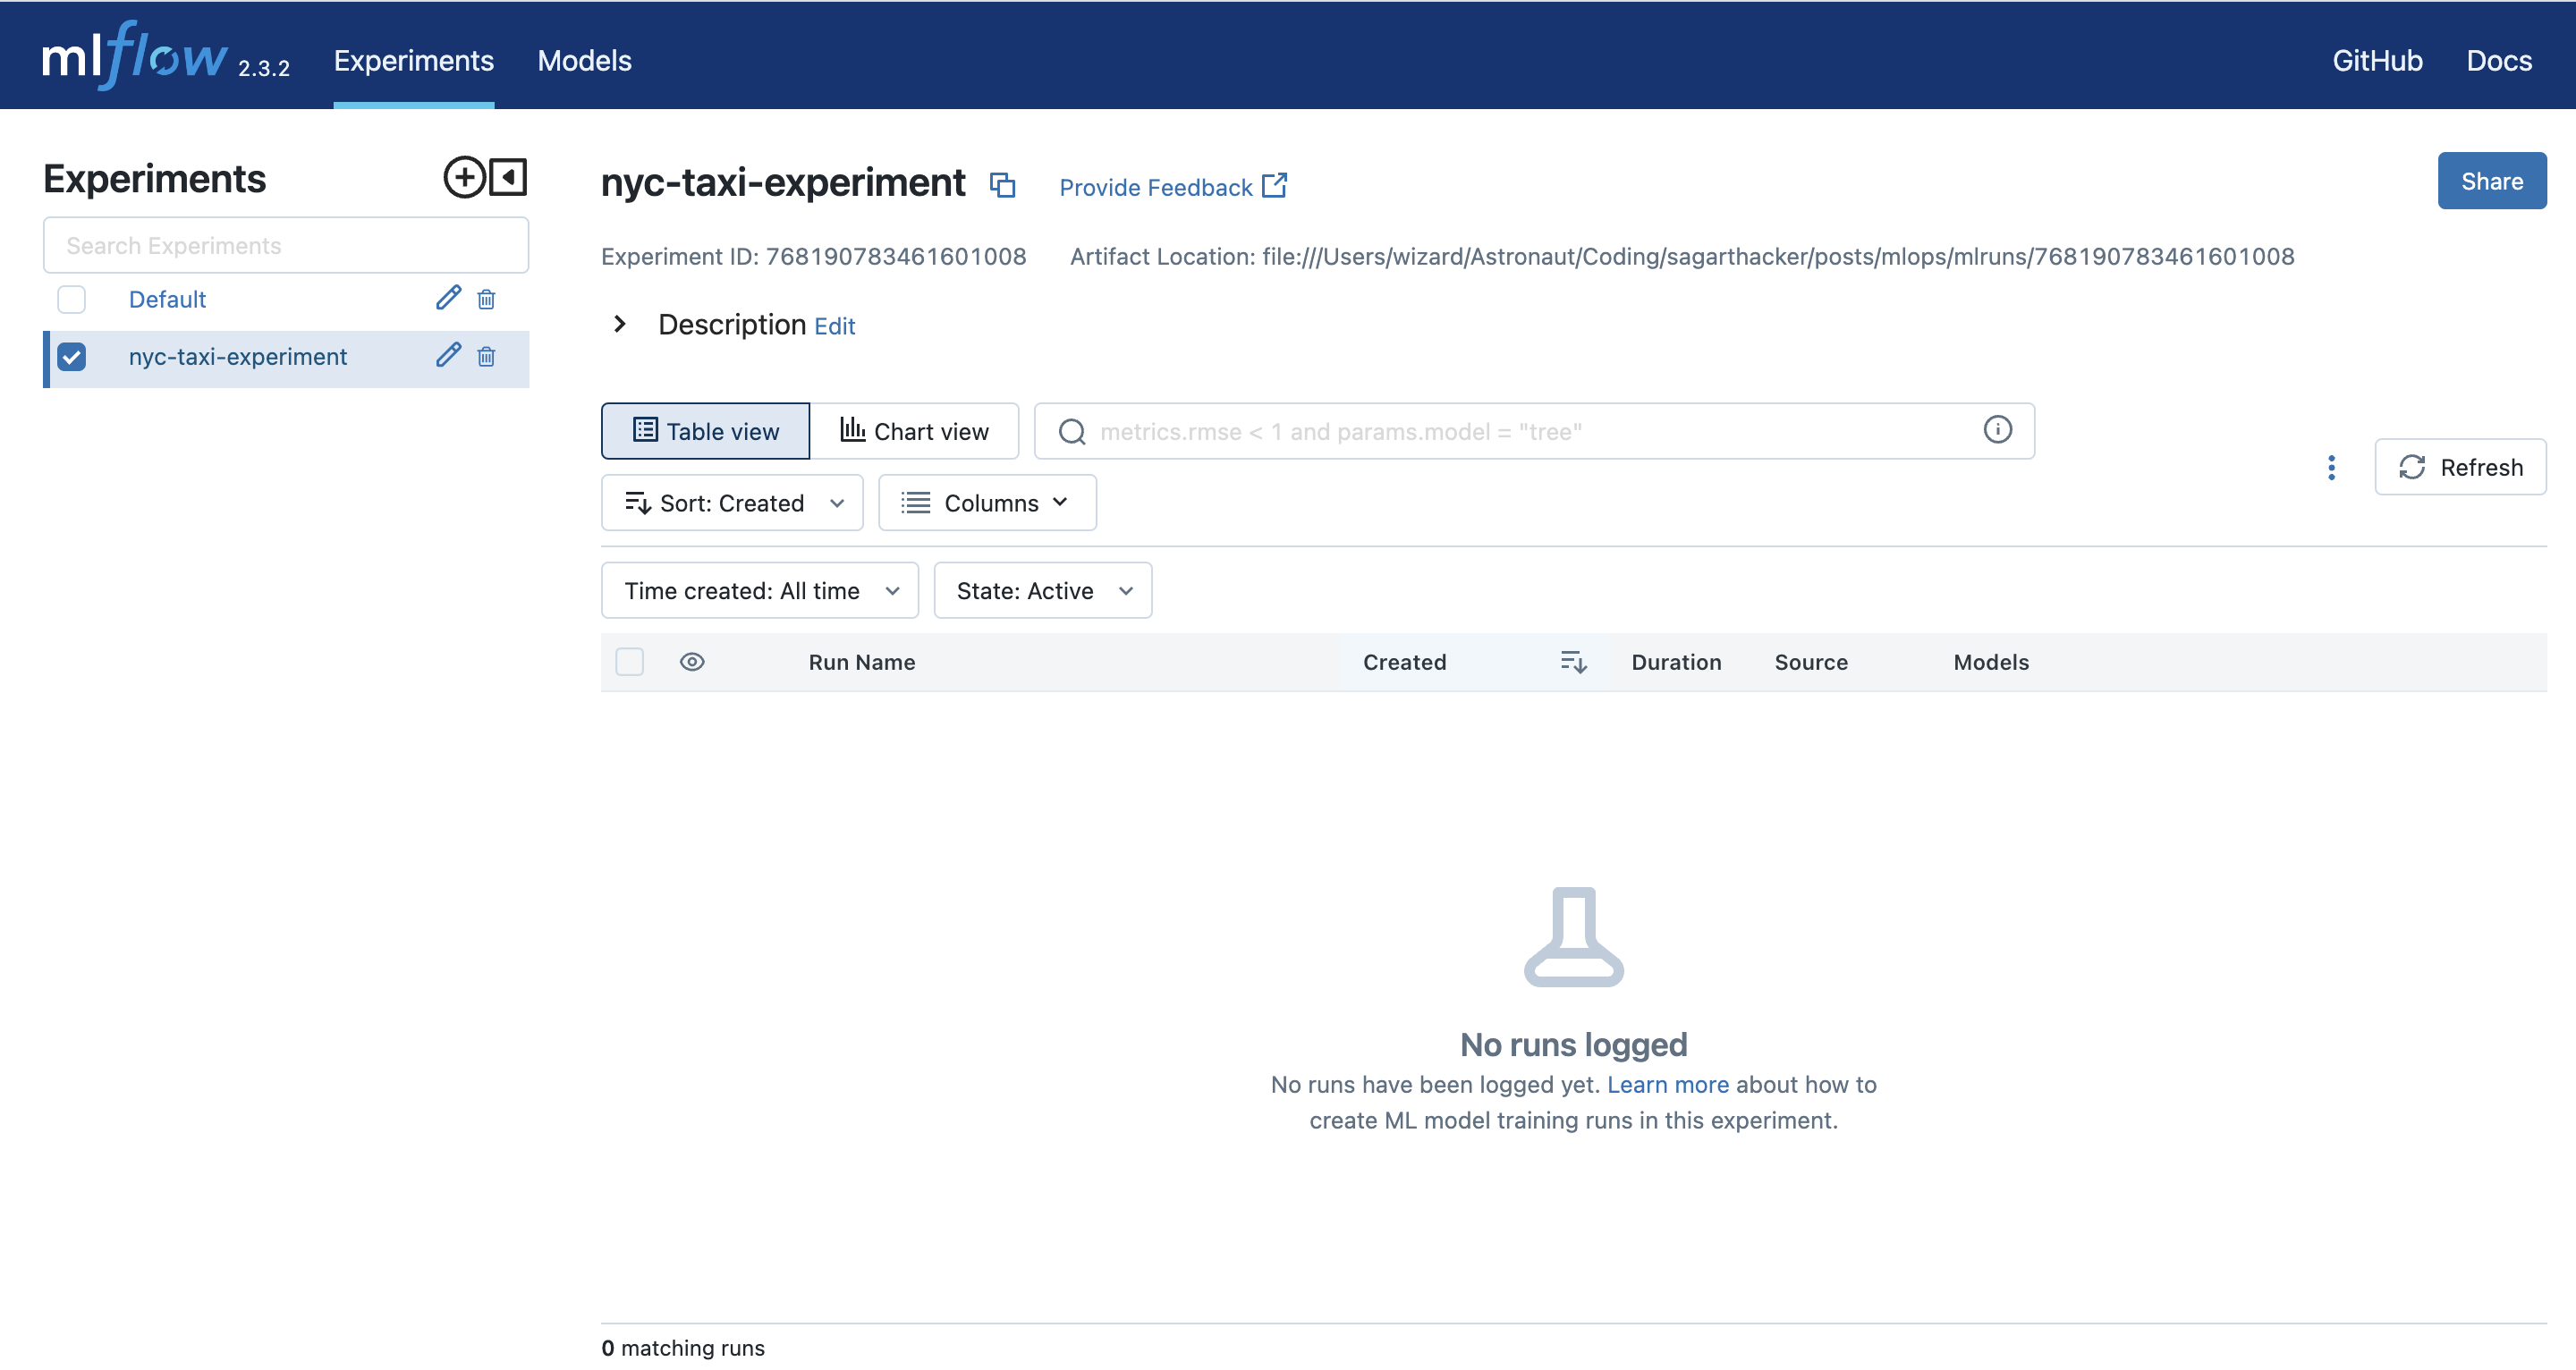 mlflow 2.3.2 Experiments Models GitHub Docs
Experiments
Search Experiments
Default
nyc-taxi-experiment
nyc-taxi-experiment Provide Feedback Share
Experiment ID: 768190783461601008 Artifact Location: file:///Users/wizard/Astronaut/Coding/sagarthacker/posts/mlops/mlruns/768190783461601008
Description Edit
Table view Chart view metrics.rmse < 1 and params.model = "tree"
Refresh
Sort: Created Columns
Time created: All time State: Active
Run Name Created Duration Source Models
No runs logged
No runs have been logged yet. Learn more about how to
create ML model training runs in this experiment.
0 matching runs